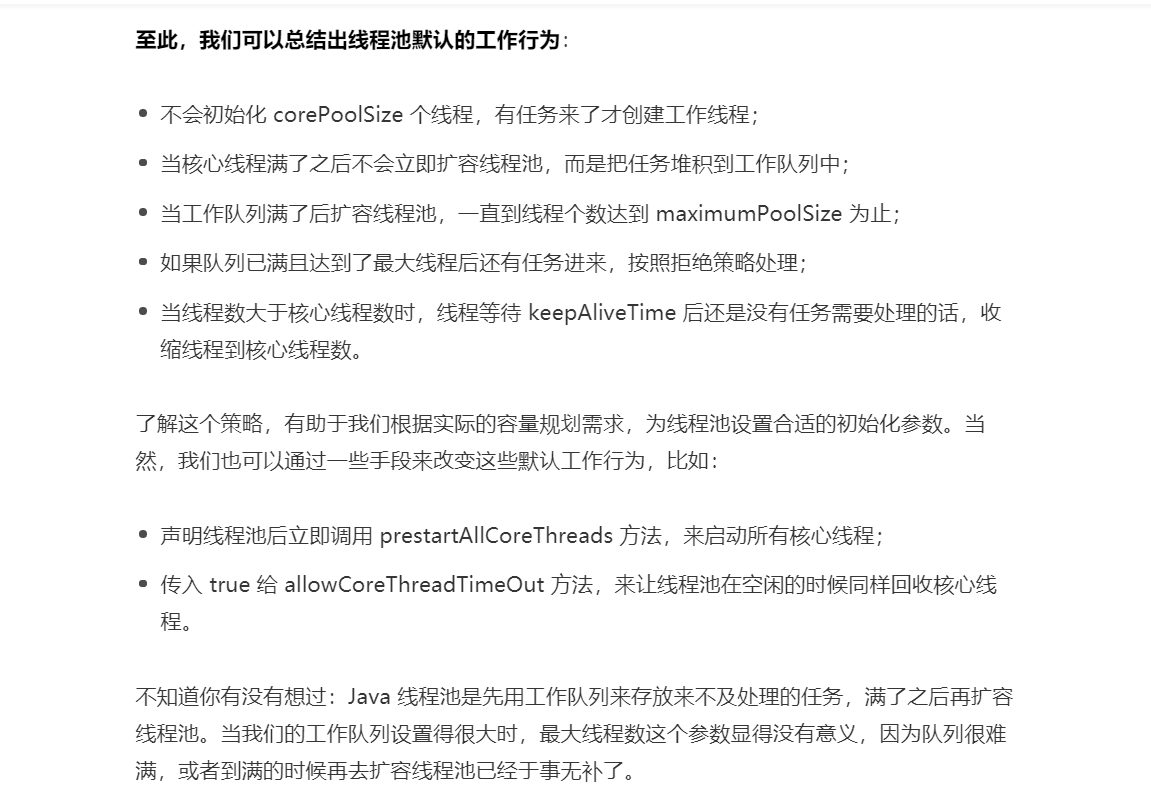 至此，我们可以总结出线程池默认的工作行为：
• 不会初始化 corePoolSize 个线程，有任务来了才创建工作线程；
• 当核心线程满了之后不会立即扩容线程池，而是把任务堆积到工作队列中；
• 当工作队列满了后扩容线程池，一直到线程个数达到 maximumPoolSize 为止；
• 如果队列已满且达到了最大线程后还有任务进来，按照拒绝策略处理；
• 当线程数大于核心线程数时，线程等待 keepAliveTime 后还是没有任务需要处理的话，收
缩线程到核心线程数。
了解这个策略，有助于我们根据实际的容量规划需求，为线程池设置合适的初始化参数。当
然，我们也可以通过一些手段来改变这些默认工作行为，比如：
• 声明线程池后立即调用 prestartAllCoreThreads 方法，来启动所有核心线程；
• 传入 true 给 allowCoreThreadTimeOut 方法，来让线程池在空闲的时候同样回收核心线
程。
不知道你有没有想过：Java 线程池是先用工作队列来存放来不及处理的任务，满了之后再扩容
线程池。当我们的工作队列设置得很大时，最大线程数这个参数显得没有意义，因为队列很难
满，或者到满的时候再去扩容线程池已经于事无补了。